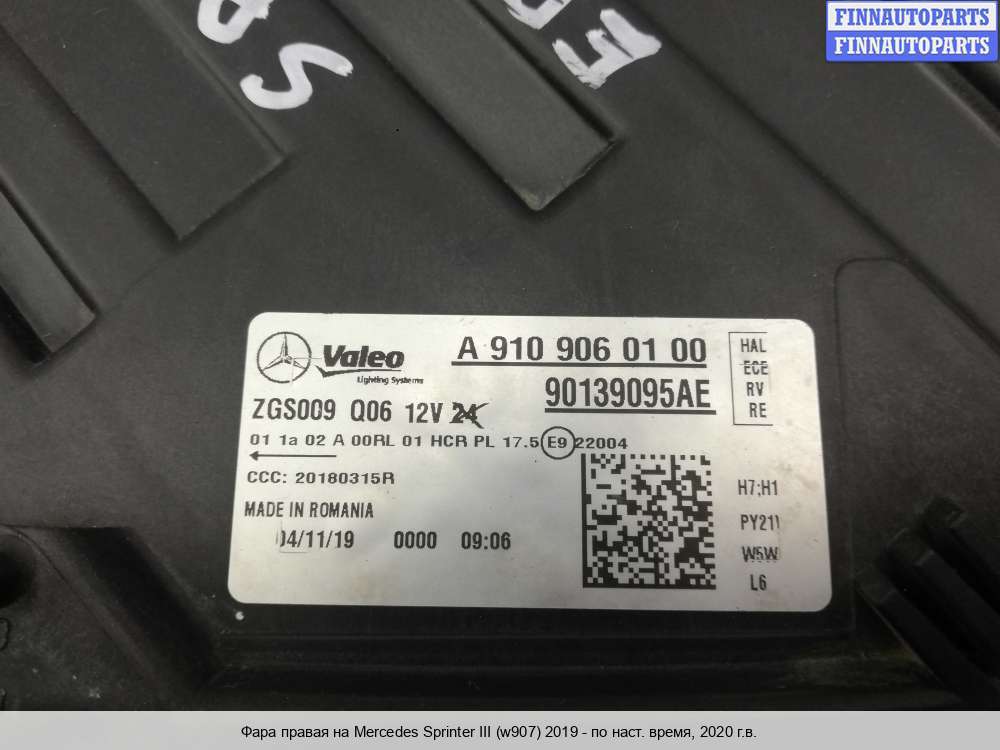 FINNAUTOPARTS
FINNAUTOPARTS
Valeo
Lighting Systems
A 910 906 01 00
90139095AE
HAL
ECE
RV
RE
ZGS009 Q06 12V 24
01 1a 02 A 00RL 01 HCR PL 17.5 E9 22004
CCC: 20180315R
MADE IN ROMANIA
04/11/19 0000 09:06
H7;H1
PY21
W5W
L6
Фара правая на Mercedes Sprinter III (w907) 2019 - по наст. время, 2020 г.в.